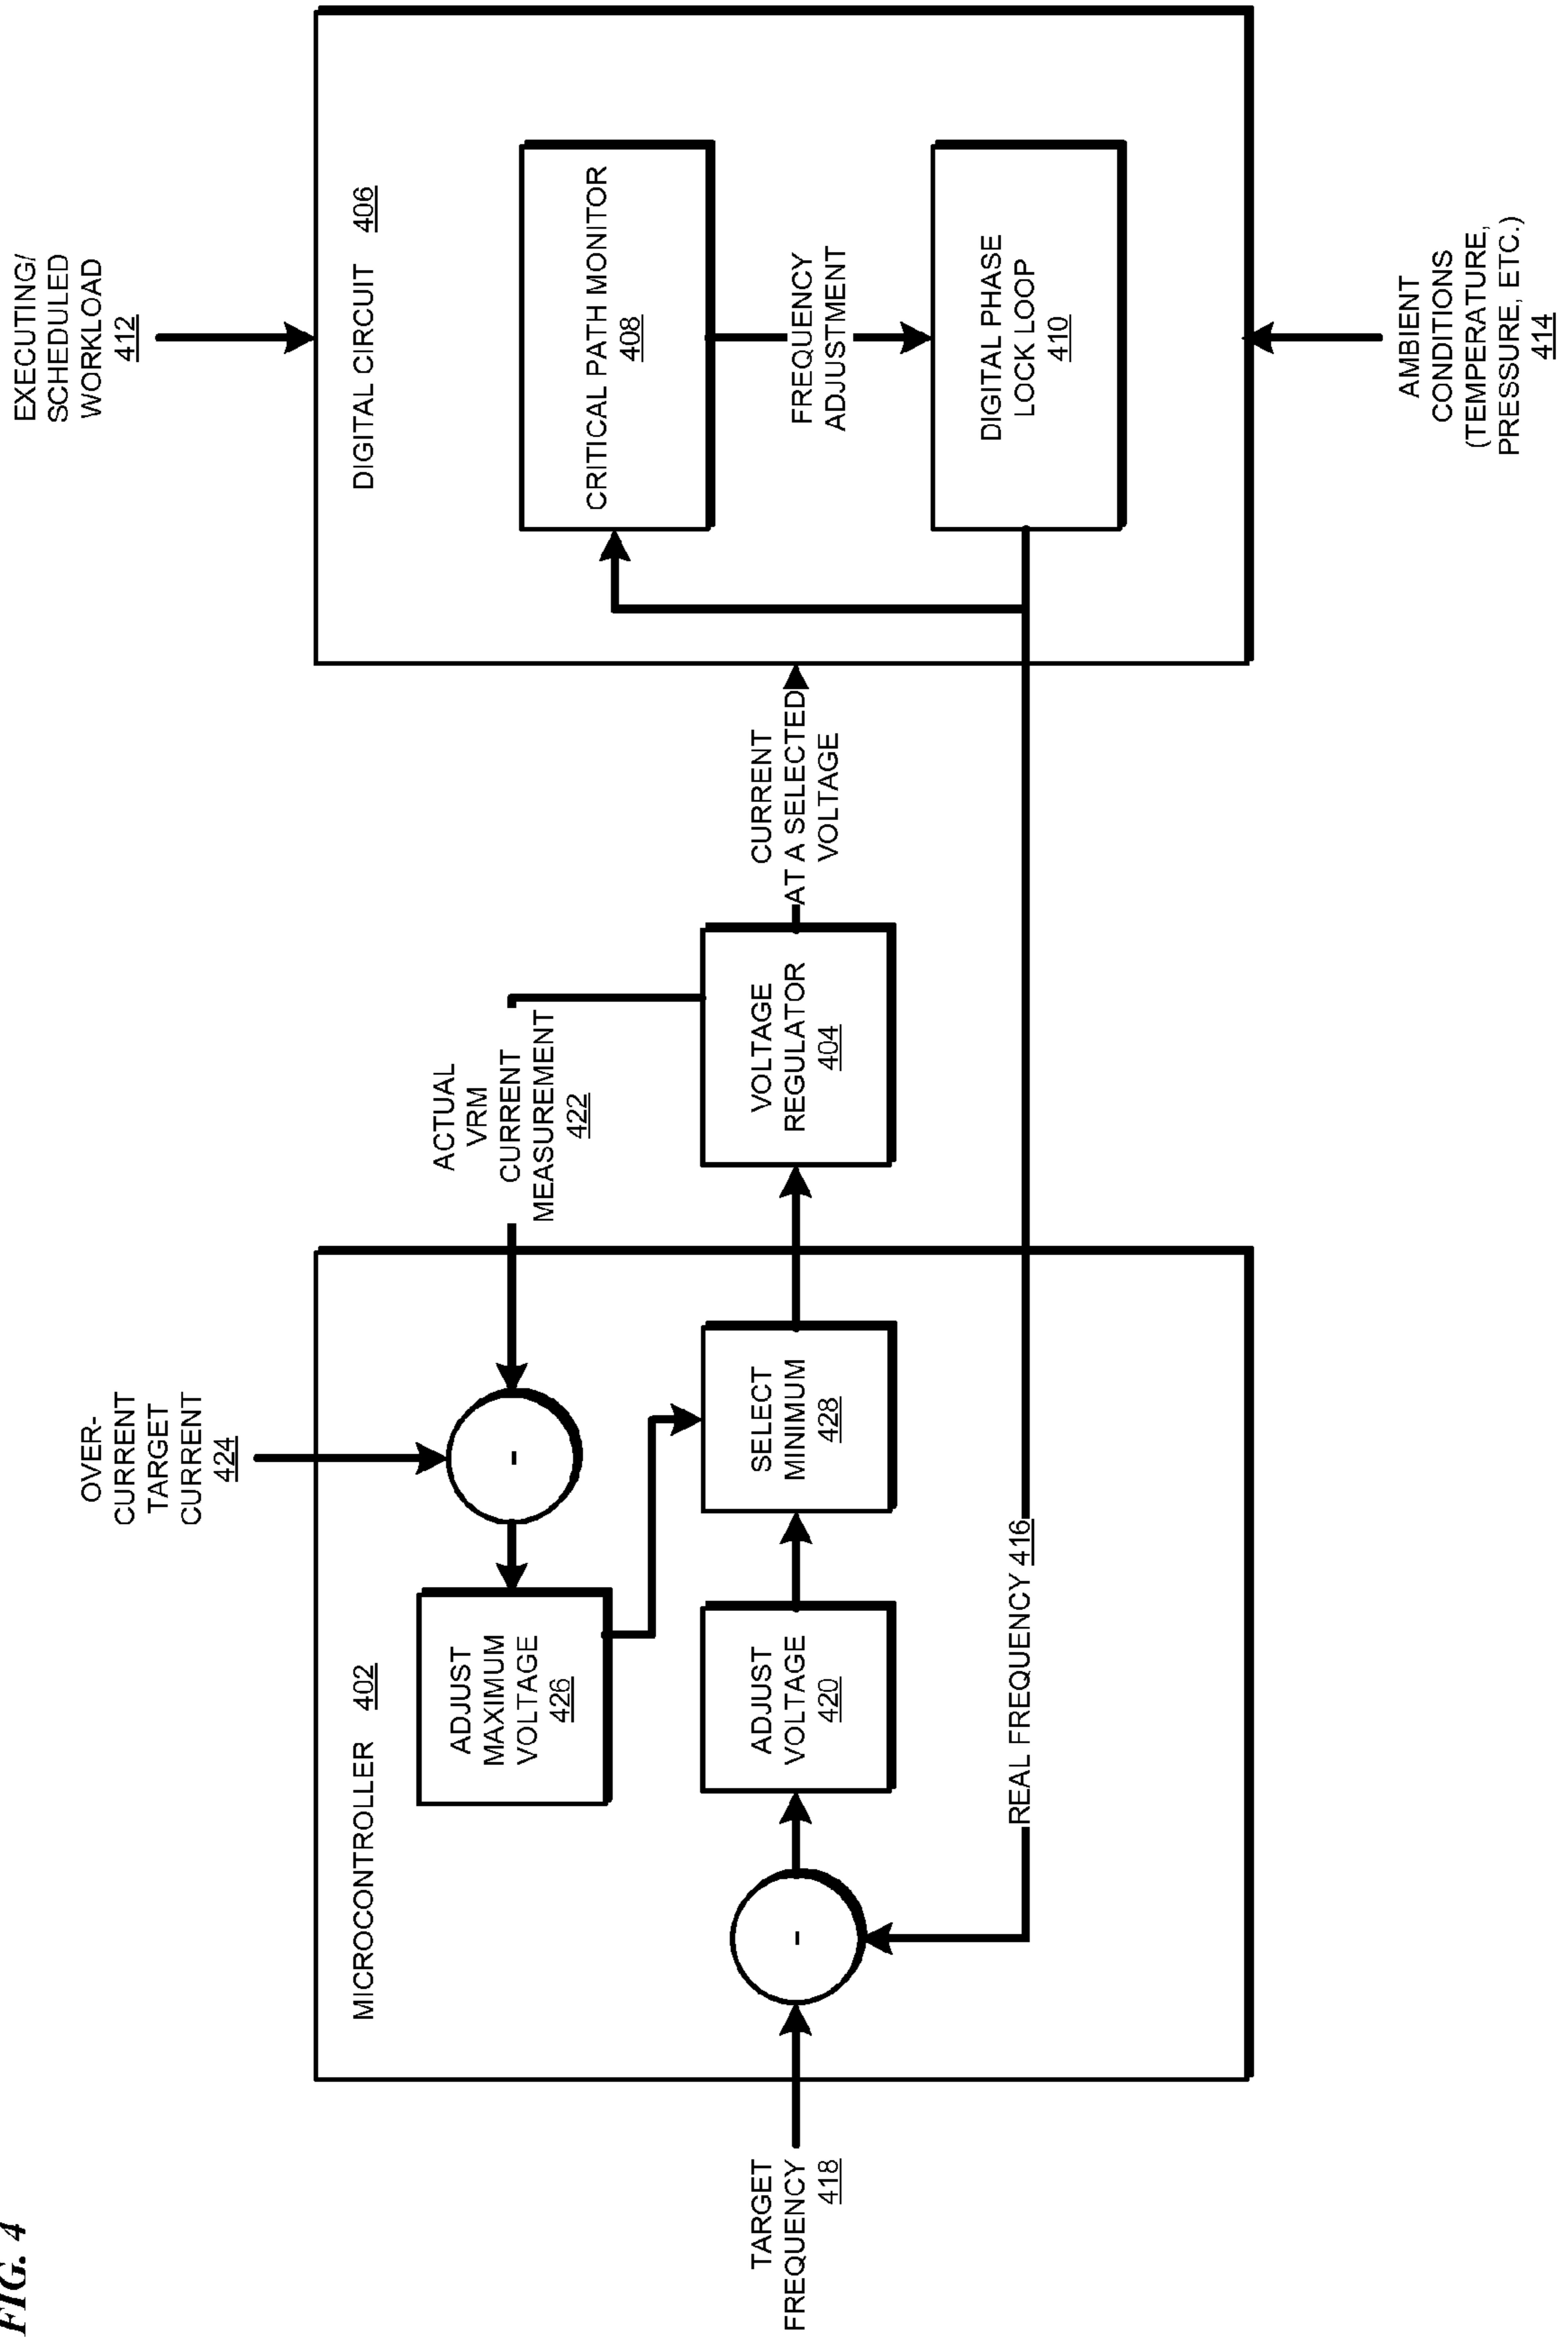 FIG. 4
TARGET
FREQUENCY
418
MICROCONTROLLER 402
OVER-
CURRENT
TARGET
CURRENT
424
ADJUST
MAXIMUM
VOLTAGE
426
-
-
ADJUST
VOLTAGE
420
SELECT
MINIMUM
428
REAL FREQUENCY 416
ACTUAL
VRM
CURRENT
MEASUREMENT
422
VOLTAGE
REGULATOR
404
CURRENT
AT A SELECTED
VOLTAGE
EXECUTING/
SCHEDULED
WORKLOAD
412
DIGITAL CIRCUIT 406
CRITICAL PATH MONITOR
408
FREQUENCY
ADJUSTMENT
DIGITAL PHASE
LOCK LOOP
410
AMBIENT
CONDITIONS
(TEMPERATURE,
PRESSURE, ETC.)
414